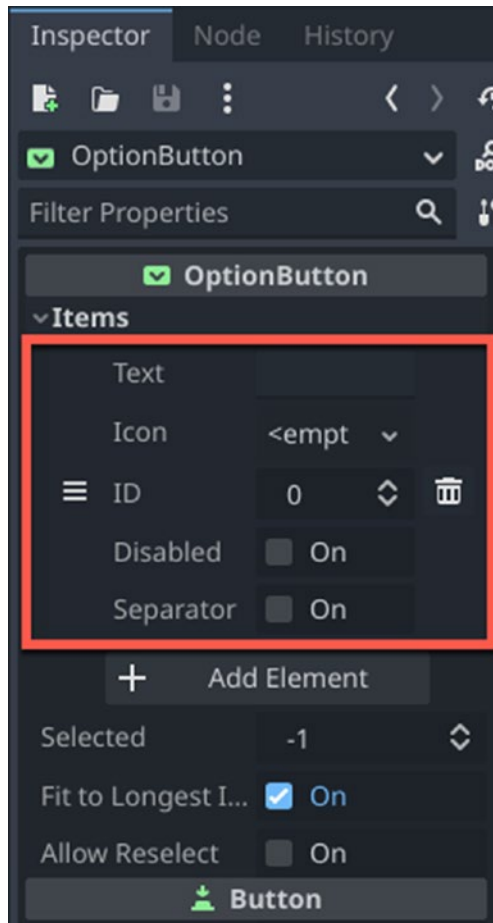 Inspector Node History
OptionButton
Filter Properties
OptionButton
Items
Text
Icon <empt
ID 0
Disabled On
Separator On
Add Element
Selected -1
Fit to Longest I... On
Allow Reselect On
Button